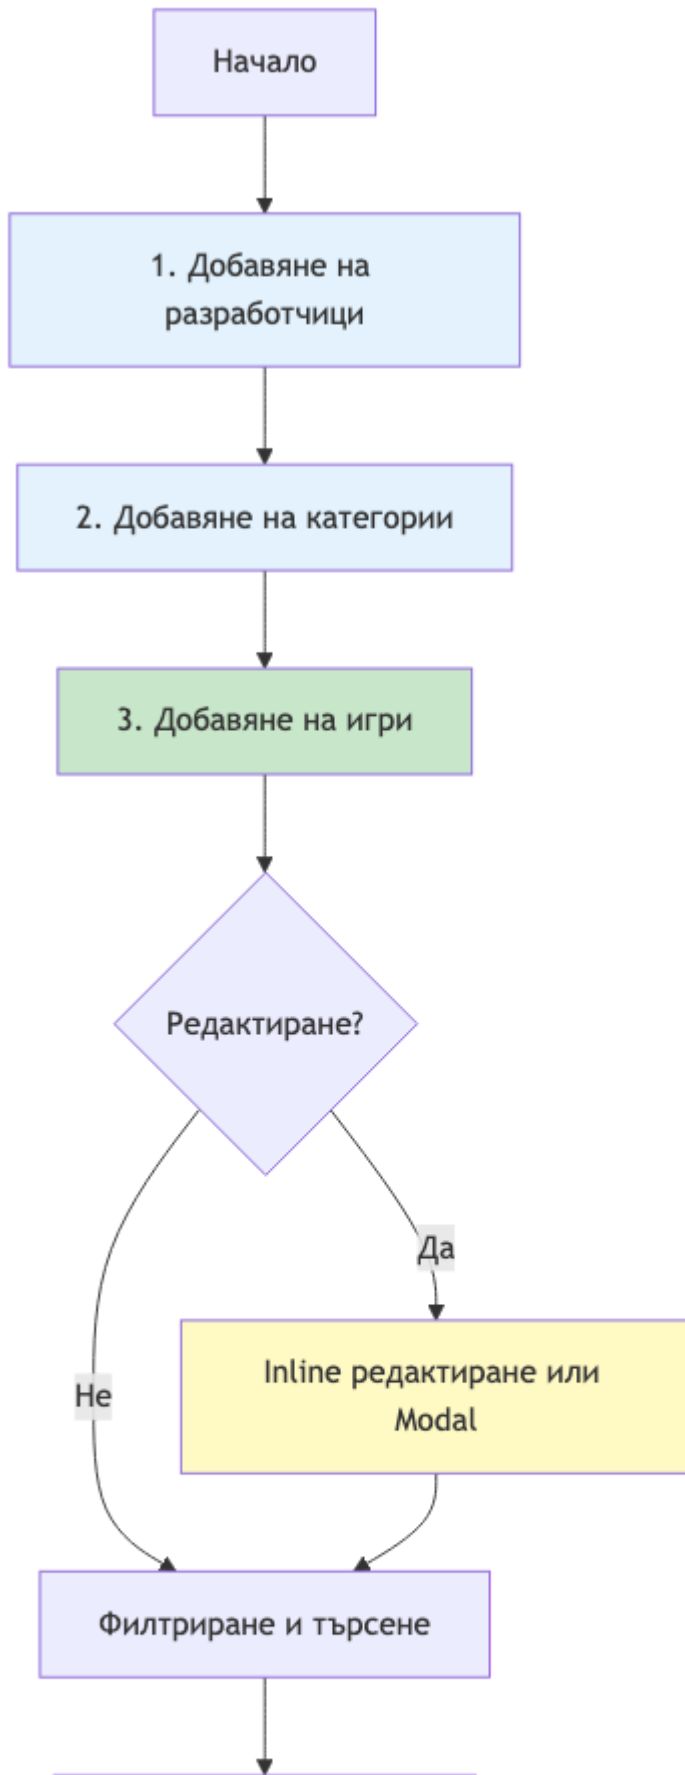 Начало
1. Добавяне на
разработчици
2. Добавяне на категории
3. Добавяне на игри
Редактиране?
Да
Inline редактиране или
Modal
Не
Филтриране и търсене